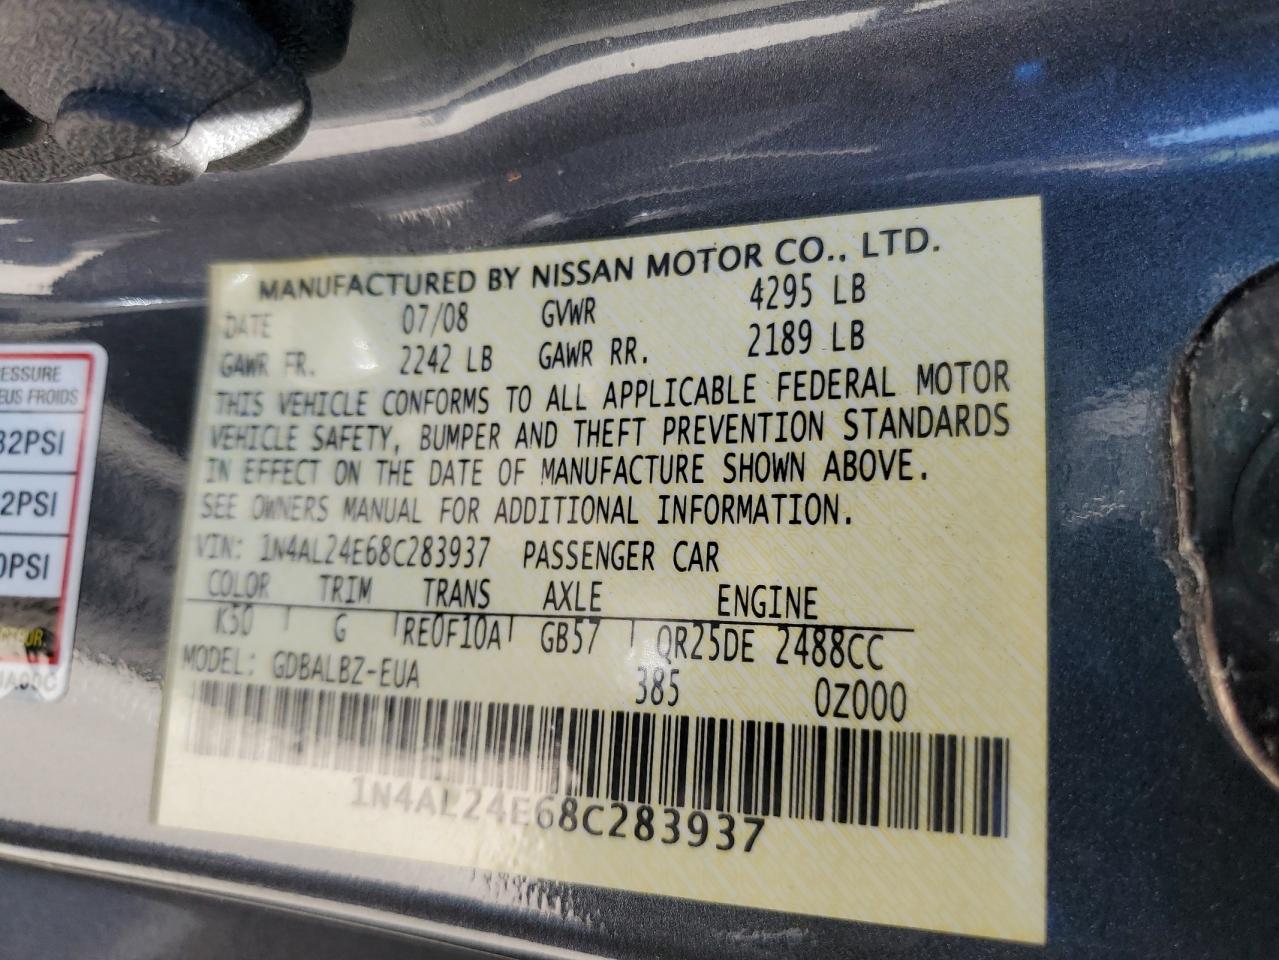 MANUFACTURED BY NISSAN MOTOR CO., LTD.
DATE 07/08 GVWR 4295 LB
GAWR FR. 2242 LB GAWR RR. 2189 LB
THIS VEHICLE CONFORMS TO ALL APPLICABLE FEDERAL MOTOR
VEHICLE SAFETY, BUMPER AND THEFT PREVENTION STANDARDS
IN EFFECT ON THE DATE OF MANUFACTURE SHOWN ABOVE.
SEE OWNERS MANUAL FOR ADDITIONAL INFORMATION.
VIN: 1N4AL24E68C283937 PASSENGER CAR
COLOR TRIM TRANS AXLE ENGINE
K50 G RE0F10A GB57 QR25DE 2488CC
MODEL: GDBALBZ-EUA 385 0Z000
1N4AL24E68C283937
RESSURE
EUS FROIDS
32PSI
2PSI
0PSI